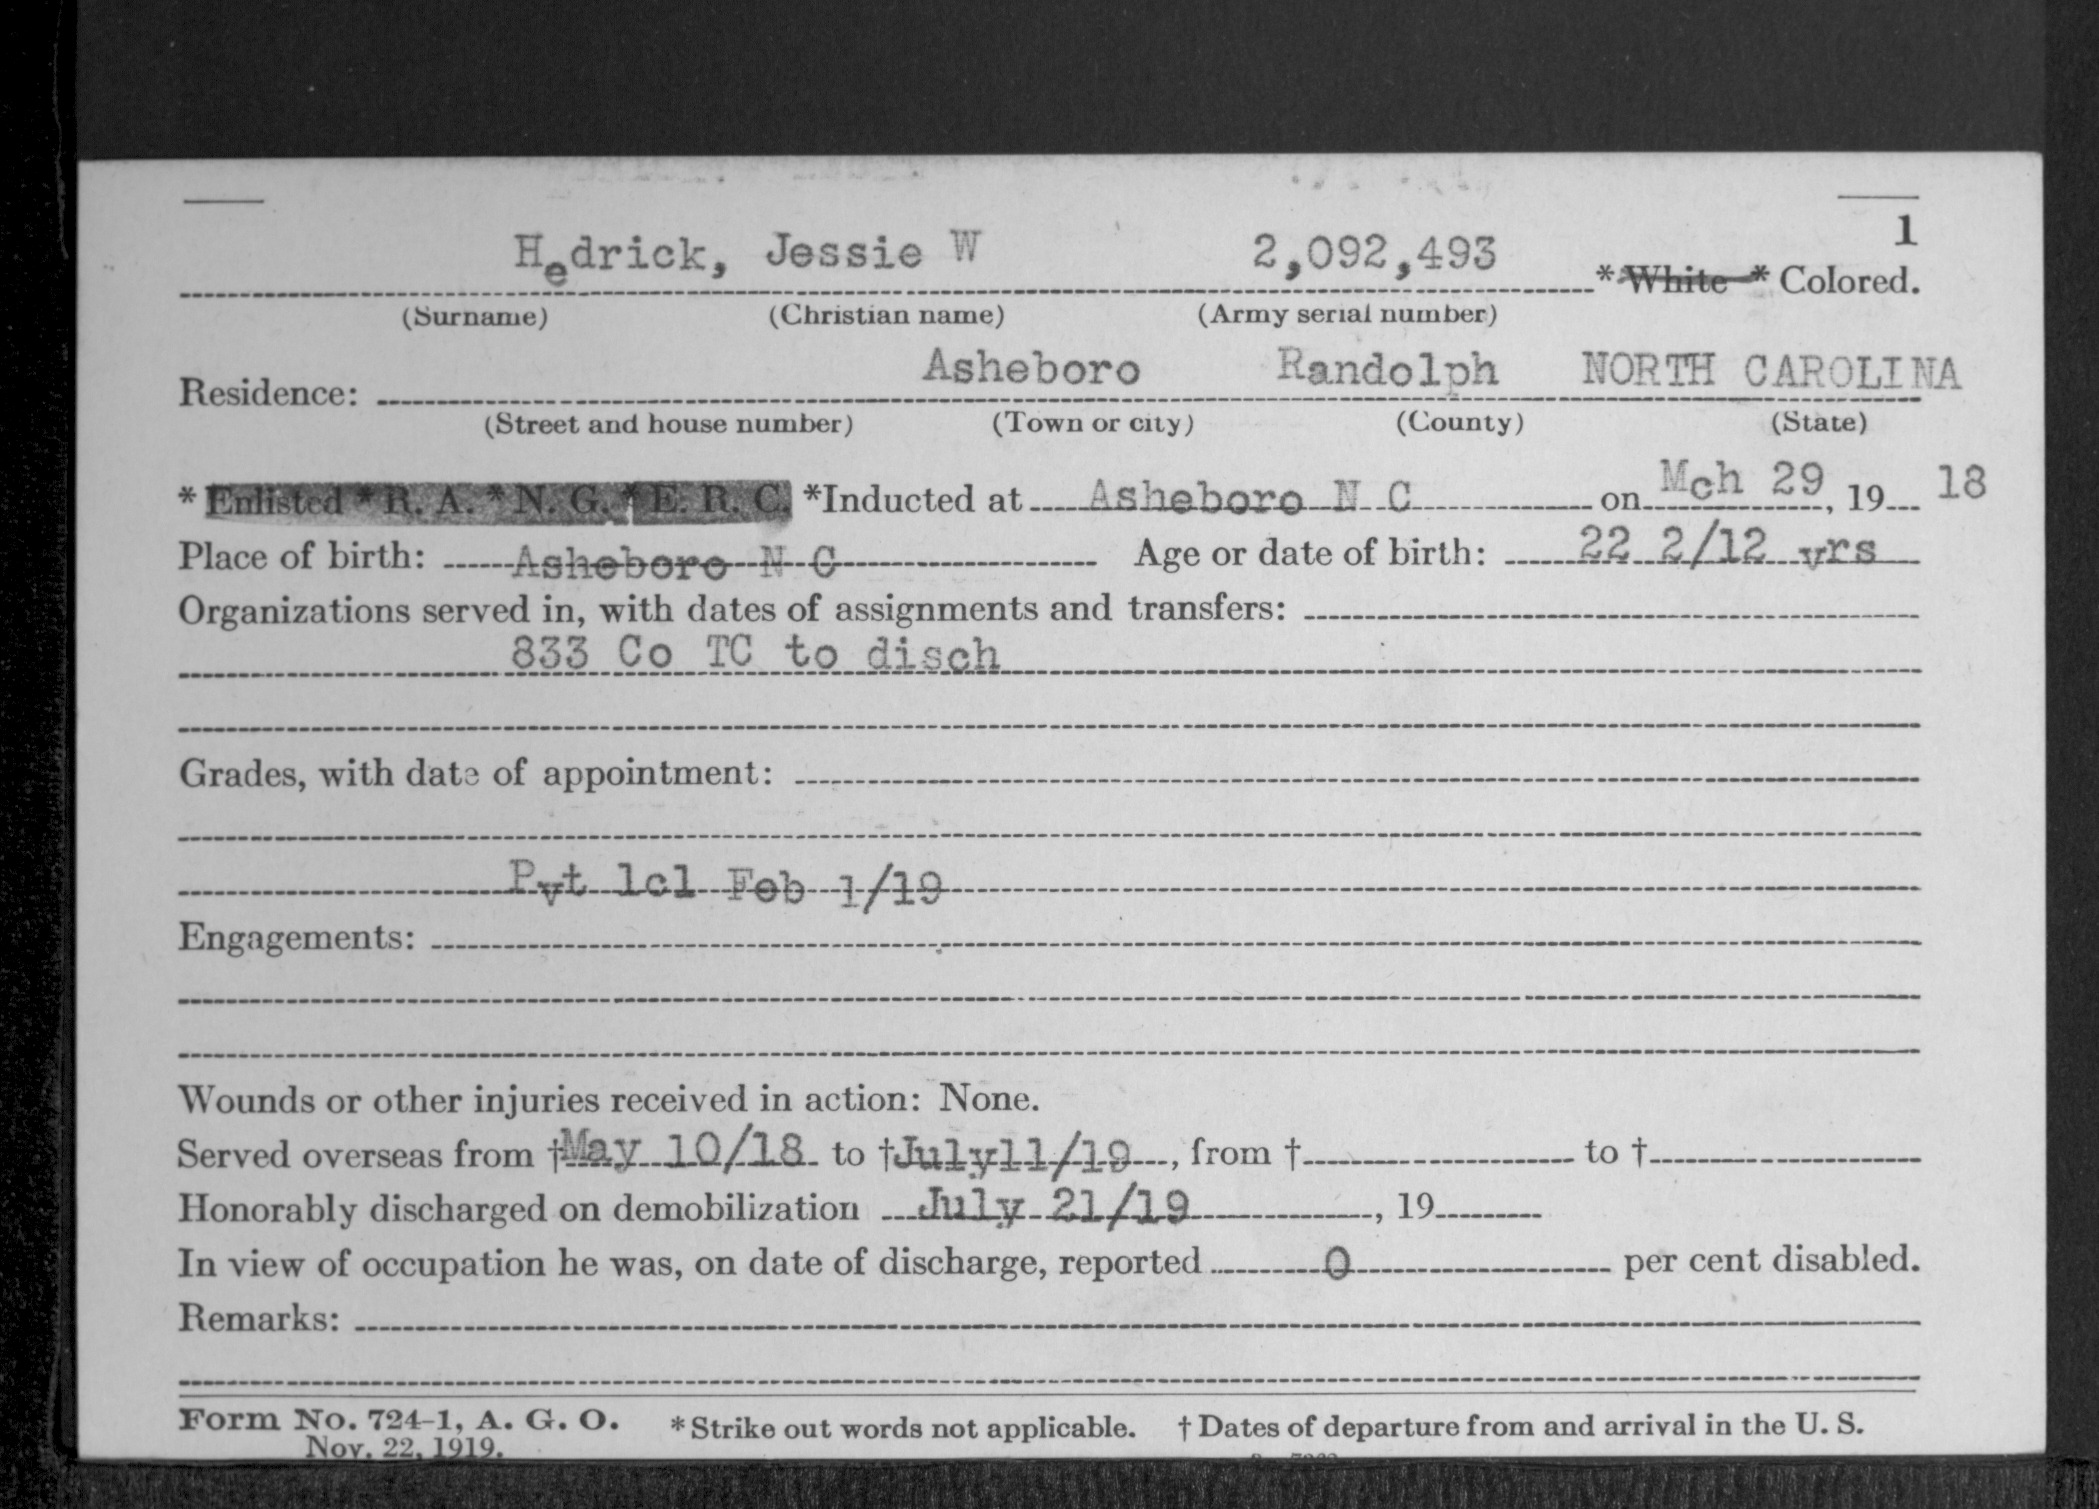 1
Hedrick, Jessie W 2,092,493 * White * Colored.
(Surname) (Christian name) (Army serial number)
Residence: Asheboro Randolph NORTH CAROLINA
(Street and house number) (Town or city) (County) (State)
* Enlisted * R. A. * N. G. * E. R. C. *Inducted at Asheboro N C on Mch 29, 19 18
Place of birth: Asheboro N C Age or date of birth: 22 2/12 yrs
Organizations served in, with dates of assignments and transfers:
833 Co TC to disch
Grades, with date of appointment:
Pvt 1cl Feb 1/19
Engagements:
Wounds or other injuries received in action: None.
Served overseas from †May 10/18 to †July11/19, from † to †
Honorably discharged on demobilization July 21/19, 19
In view of occupation he was, on date of discharge, reported 0 per cent disabled.
Remarks:
Form No. 724-1, A. G. O. * Strike out words not applicable. † Dates of departure from and arrival in the U. S.
Nov. 22, 1919.